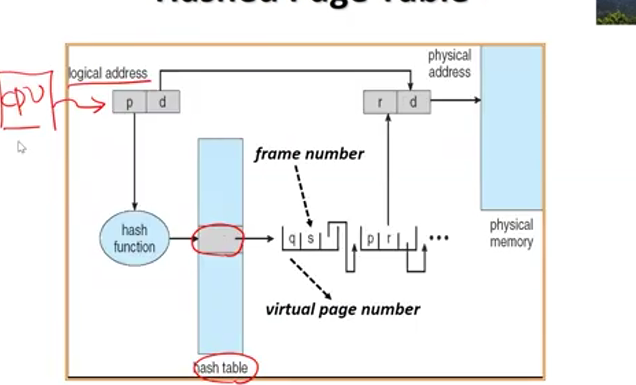 Hashed Page Table
CPU
logical address
p d
physical
address
r d
frame number
hash
function
q s
p r
...
physical
memory
virtual page number
hash table